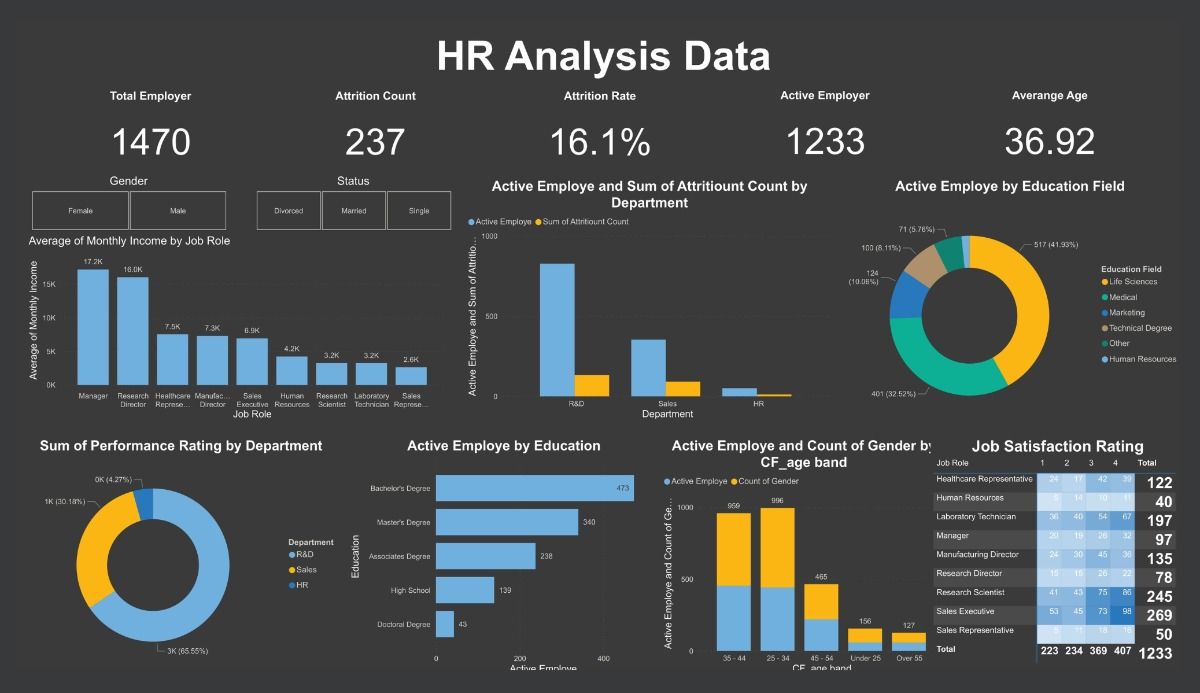 HR Analysis Data
Total Employer
Attrition Count
Attrition Rate
Active Employer
Averange Age
1470
237
16.1%
1233
36.92
Gender
Female
Male
Status
Divorced
Married
Single
Average of Monthly Income by Job Role
Average of Monthly Income
15K
10K
5K
0K
17.2K
16.0K
7.5K
7.3K
6.9K
4.2K
3.2K
3.2K
2.6K
Manager
Research
Director
Healthcare
Represe...
Manufac...
Director
Sales
Executive
Human
Resources
Research
Scientist
Laboratory
Technician
Sales
Represe...
Job Role
Active Employe and Sum of Attritiount Count by
Department
Active Employe
Sum of Attritiount Count
Active Employe and Sum of Attritio...
1000
500
0
R&D
Sales
HR
Department
Active Employe by Education Field
71 (5.76%)
100 (8.11%)
124
(10.06%)
401 (32.52%)
517 (41.93%)
Education Field
Life Sciences
Medical
Marketing
Technical Degree
Other
Human Resources
Sum of Performance Rating by Department
0K (4.27%)
1K (30.18%)
3K (65.55%)
Department
R&D
Sales
HR
Active Employe by Education
Education
Bachelor's Degree
473
Master's Degree
340
Associates Degree
238
High School
139
Doctoral Degree
43
0
200
400
Active Employe
Active Employe and Count of Gender by
CF_age band
Active Employe
Count of Gender
Active Employe and Count of Ge...
1000
500
0
959
996
465
156
127
35 - 44
25 - 34
45 - 54
Under 25
Over 55
CF_age band
Job Satisfaction Rating
Job Role 1 2 3 4 Total
Healthcare Representative 24 17 42 39 122
Human Resources 5 14 10 11 40
Laboratory Technician 36 40 54 67 197
Manager 20 19 26 32 97
Manufacturing Director 24 30 45 36 135
Research Director 15 15 26 22 78
Research Scientist 41 43 75 86 245
Sales Executive 53 45 73 98 269
Sales Representative 5 11 18 16 50
Total 223 234 369 407 1233